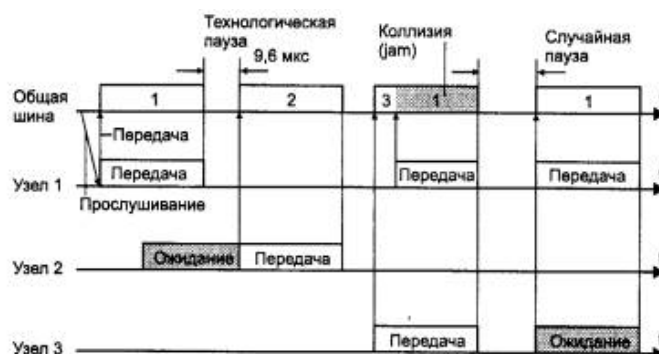 Технологическая
пауза
9,6 мкс
Коллизия
(jam)
Случайная
пауза
Общая
шина
1
2
3
1
1
Передача
Узел 1
Передача
Передача
Передача
Прослушивание
Узел 2
Ожидание
Передача
Узел 3
Передача
Ожидание